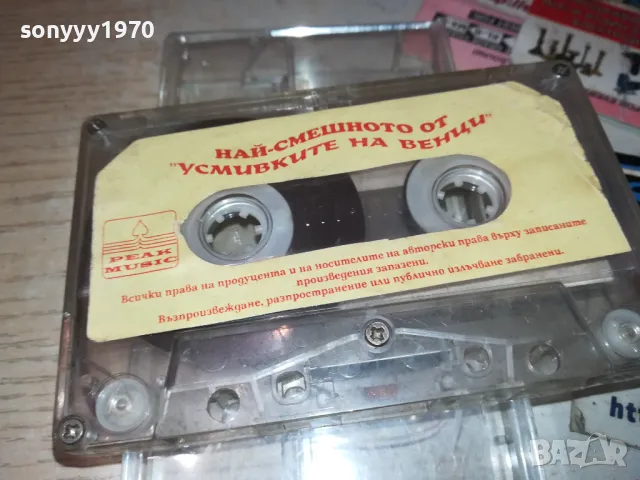 sonyyy1970
НАЙ-СМЕШНОТО ОТ
"УСМИВКИТЕ НА ВЕНЦИ"
PEAK
MUSIC
Всички права на продуцента и на носителите на авторски права върху записаните
произведения запазени.
Възпроизвеждане, разпространение или публично излъчване забранени.
BAZAR